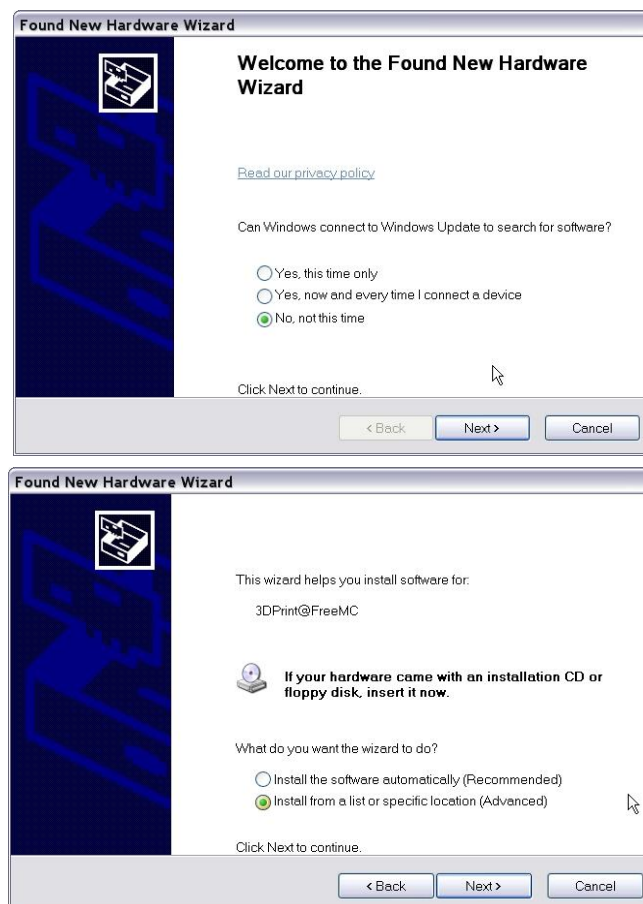 Found New Hardware Wizard
Welcome to the Found New Hardware
Wizard
Read our privacy policy
Can Windows connect to Windows Update to search for software?
Yes, this time only
Yes, now and every time I connect a device
No, not this time
Click Next to continue.
< Back
Next >
Cancel
Found New Hardware Wizard
This wizard helps you install software for:
3DPrint@FreeMC
If your hardware came with an installation CD or
floppy disk, insert it now.
What do you want the wizard to do?
Install the software automatically (Recommended)
Install from a list or specific location (Advanced)
Click Next to continue.
< Back
Next >
Cancel